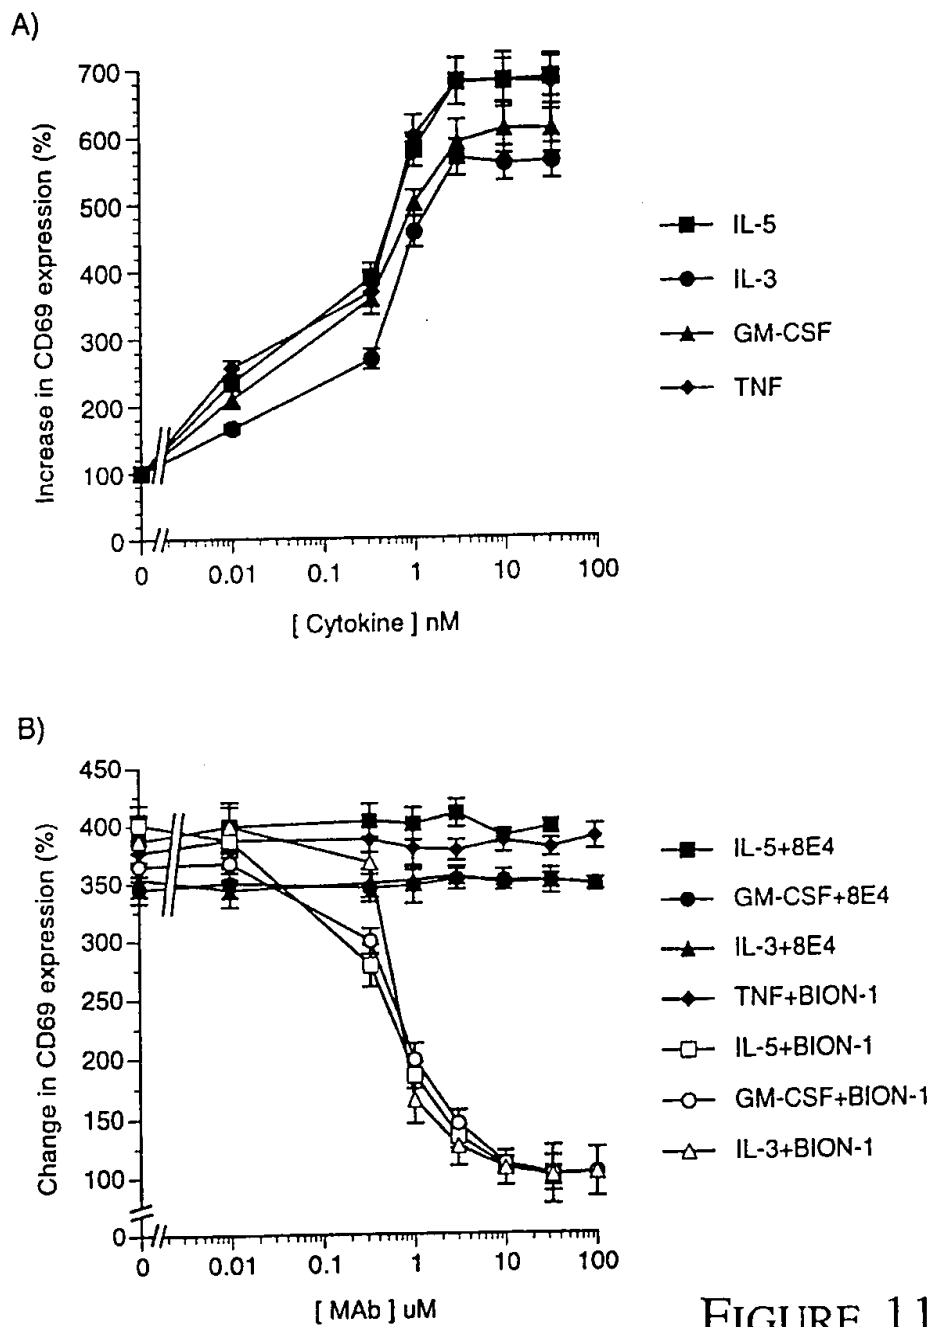 A)
Increase in CD69 expression (%)
700
600
500
400
300
200
100
0
0 0.01 0.1 1 10 100
[ Cytokine ] nM
IL-5
IL-3
GM-CSF
TNF
B)
Change in CD69 expression (%)
450
400
350
300
250
200
150
100
0
0 0.01 0.1 1 10 100
[ MAb ] uM
IL-5+8E4
GM-CSF+8E4
IL-3+8E4
TNF+BION-1
IL-5+BION-1
GM-CSF+BION-1
IL-3+BION-1
FIGURE 11